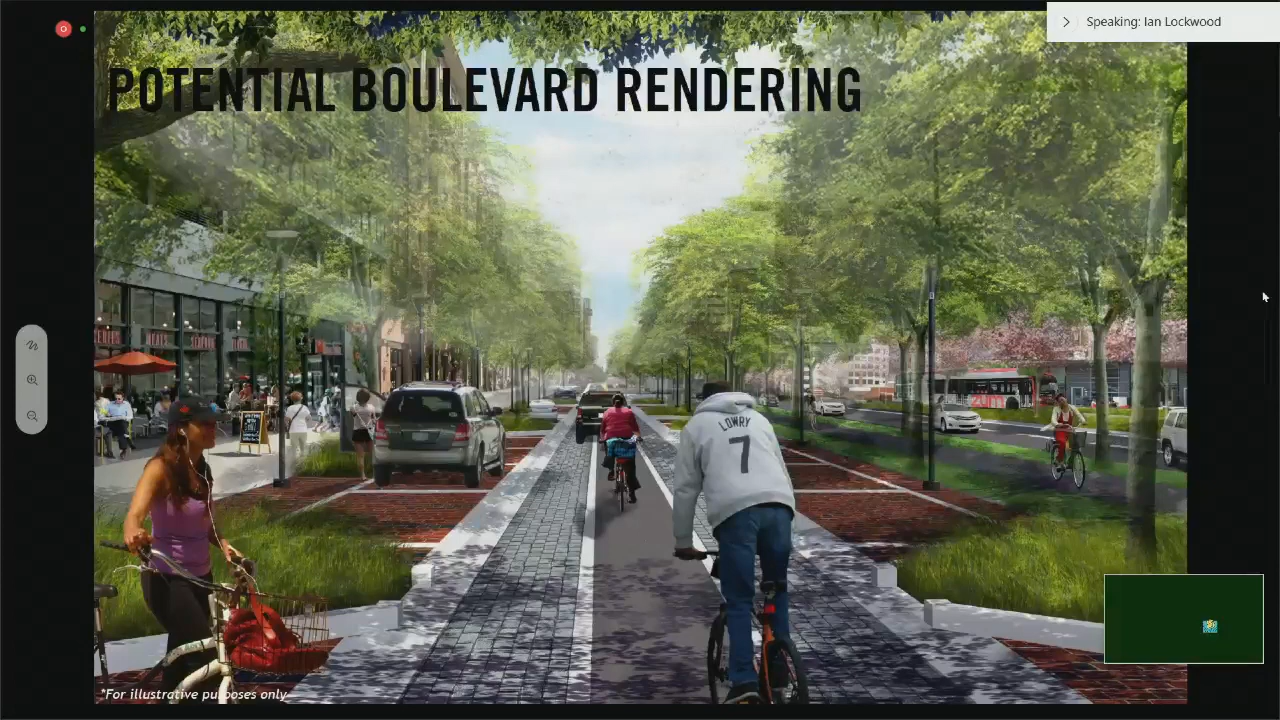 Speaking: Ian Lockwood
POTENTIAL BOULEVARD RENDERING
LOWRY
7
*For illustrative purposes only